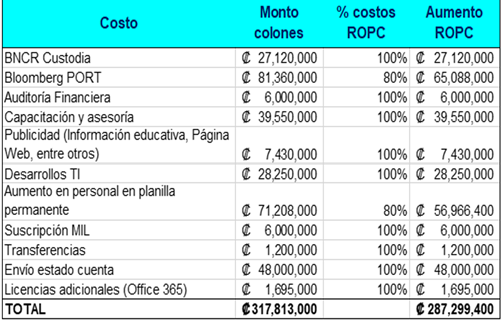 Costo Monto colones % costos ROPC Aumento ROPC
BNCR Custodia ₡ 27,120,000 100% ₡ 27,120,000
Bloomberg PORT ₡ 81,360,000 80% ₡ 65,088,000
Auditoría Financiera ₡ 6,000,000 100% ₡ 6,000,000
Capacitación y asesoría ₡ 39,550,000 100% ₡ 39,550,000
Publicidad (Información educativa, Página
Web, entre otros) ₡ 7,430,000 100% ₡ 7,430,000
Desarrollos TI ₡ 28,250,000 100% ₡ 28,250,000
Aumento en personal en planilla
permanente ₡ 71,208,000 80% ₡ 56,966,400
Suscripción MIL ₡ 6,000,000 100% ₡ 6,000,000
Transferencias ₡ 1,200,000 100% ₡ 1,200,000
Envío estado cuenta ₡ 48,000,000 100% ₡ 48,000,000
Licencias adicionales (Office 365) ₡ 1,695,000 100% ₡ 1,695,000
TOTAL ₡317,813,000 ₡ 287,299,400